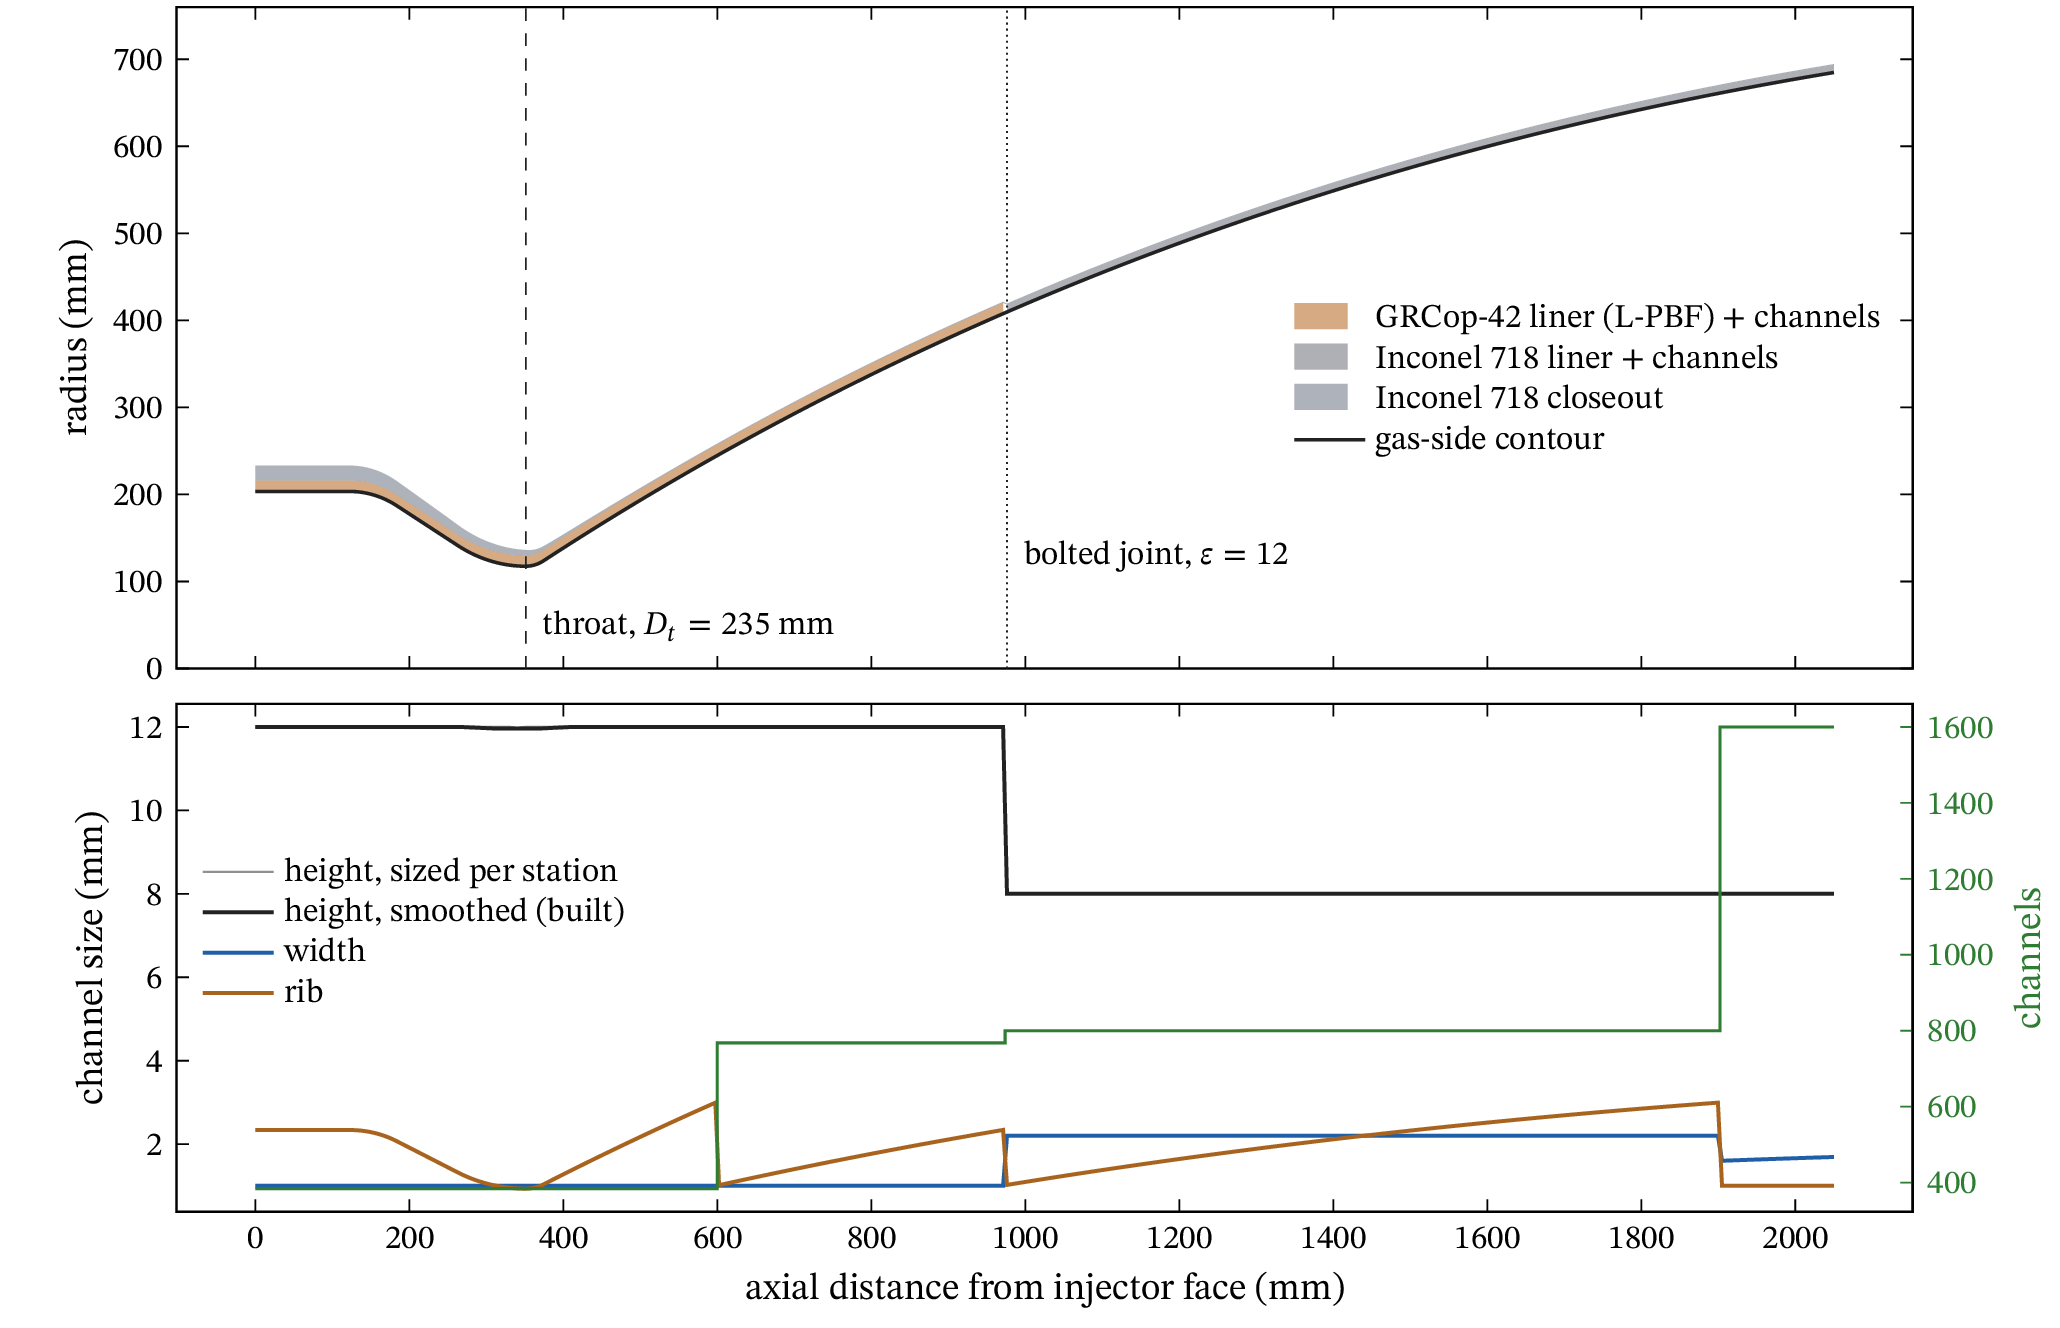 700
600
500
400
300
200
100
0
radius (mm)
GRCop-42 liner (L-PBF) + channels
Inconel 718 liner + channels
Inconel 718 closeout
gas-side contour
bolted joint, ε = 12
throat, Dₜ = 235 mm
12
10
8
6
4
2
channel size (mm)
height, sized per station
height, smoothed (built)
width
rib
1600
1400
1200
1000
800
600
400
channels
0 200 400 600 800 1000 1200 1400 1600 1800 2000
axial distance from injector face (mm)